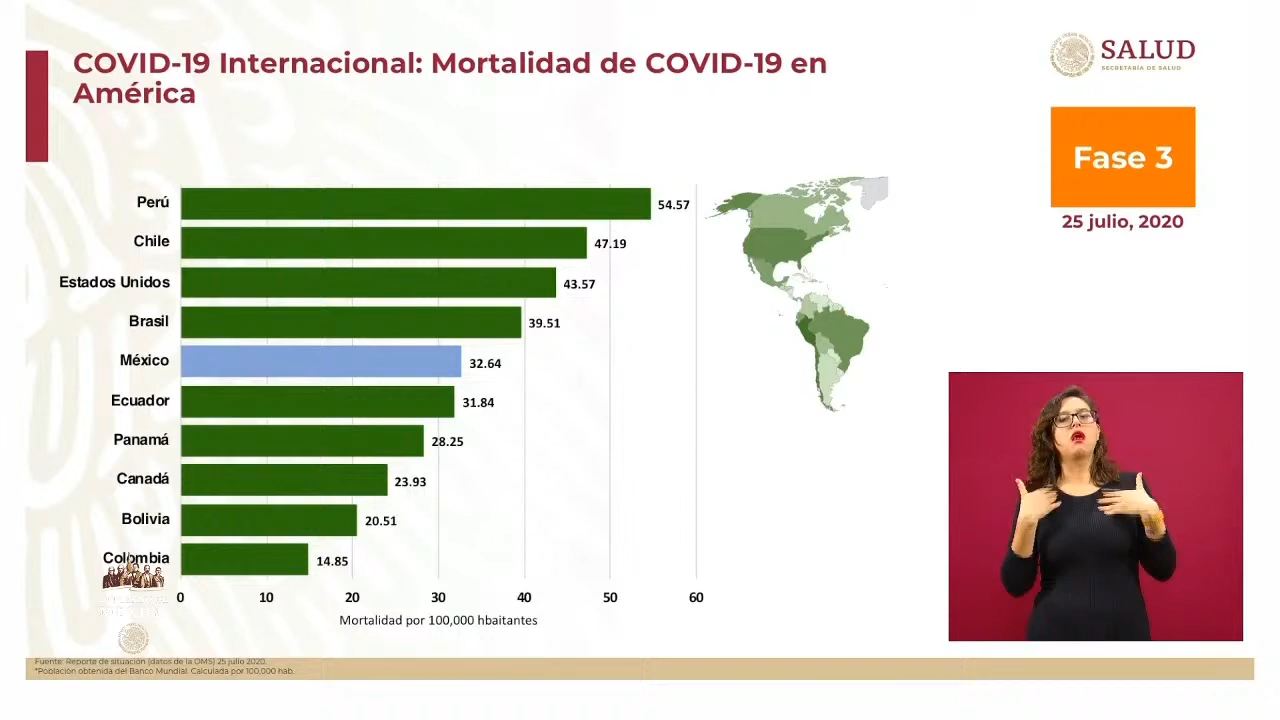 COVID-19 Internacional: Mortalidad de COVID-19 en
América
SALUD
SECRETARÍA DE SALUD
Fase 3
25 julio, 2020
Perú
54.57
Chile
47.19
Estados Unidos
43.57
Brasil
39.51
México
32.64
Ecuador
31.84
Panamá
28.25
Canadá
23.93
Bolivia
20.51
Colombia
14.85
0 10 20 30 40 50 60
Mortalidad por 100,000 hbaitantes
Fuente: Reporte de situación (datos de la OMS) 25 julio 2020.
*Población obtenida del Banco Mundial. Calculada por 100,000 hab.